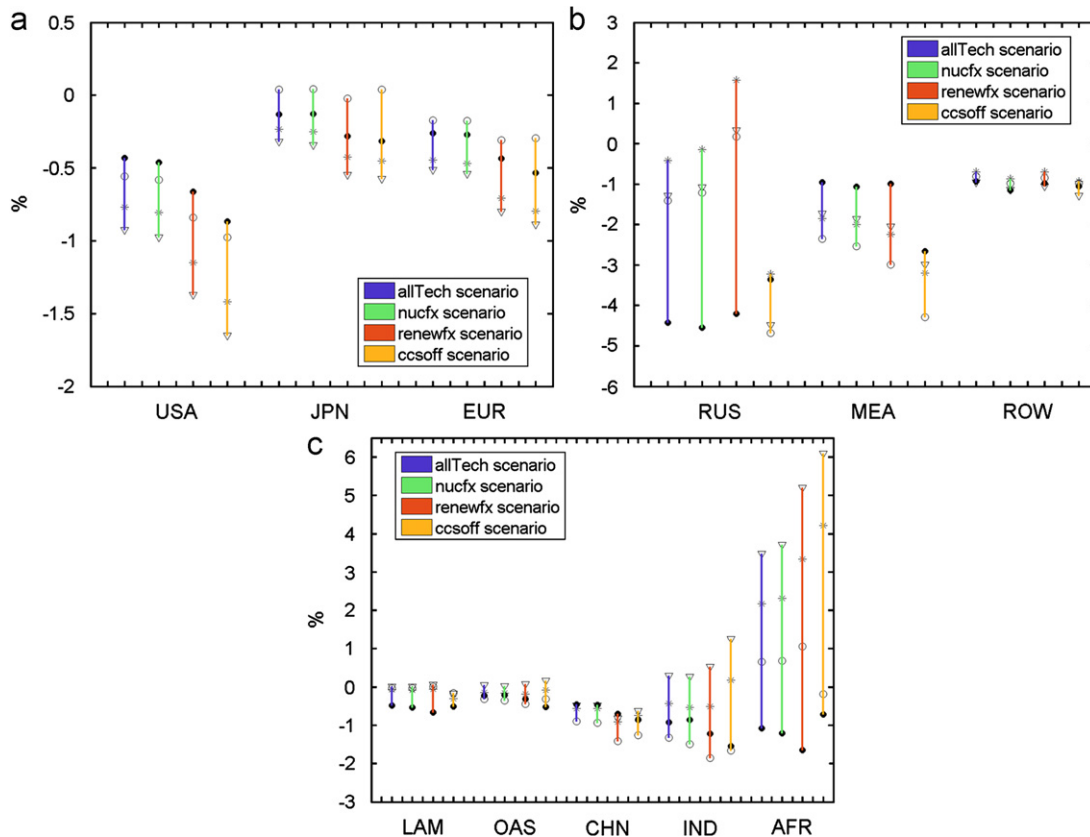 a
0.5
0
-0.5
-1
-1.5
-2
%
allTech scenario
nucfx scenario
renewfx scenario
ccsoff scenario
USA JPN EUR
b
3
2
1
0
-1
-2
-3
-4
-5
-6
%
allTech scenario
nucfx scenario
renewfx scenario
ccsoff scenario
RUS MEA ROW
c
6
5
4
3
2
1
0
-1
-2
-3
%
allTech scenario
nucfx scenario
renewfx scenario
ccsoff scenario
LAM OAS CHN IND AFR